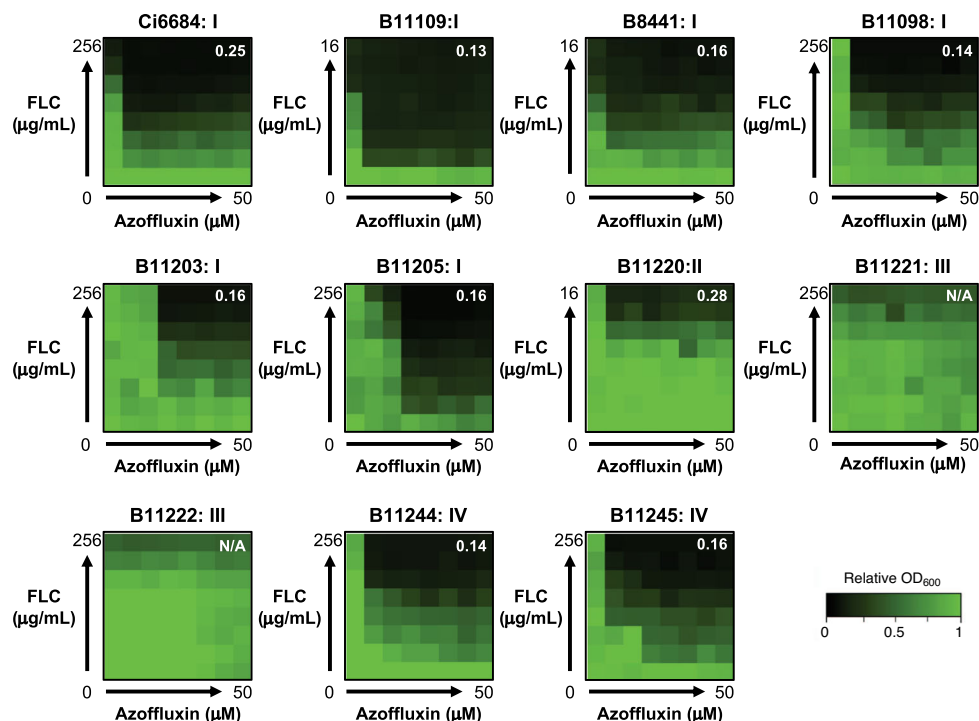 Ci6684: I
B11109:I
B8441: I
B11098: I
256
0.25
FLC
(µg/mL)
0
50
Azoffluxin (µM)
16
0.13
FLC
(µg/mL)
0
50
Azoffluxin (µM)
16
0.16
FLC
(µg/mL)
0
50
Azoffluxin (µM)
256
0.14
FLC
(µg/mL)
0
50
Azoffluxin (µM)
B11203: I
B11205: I
B11220:II
B11221: III
256
0.16
FLC
(µg/mL)
0
50
Azoffluxin (µM)
256
0.16
FLC
(µg/mL)
0
50
Azoffluxin (µM)
16
0.28
FLC
(µg/mL)
0
50
Azoffluxin (µM)
256
N/A
FLC
(µg/mL)
0
50
Azoffluxin (µM)
B11222: III
B11244: IV
B11245: IV
256
N/A
FLC
(µg/mL)
0
50
Azoffluxin (µM)
256
0.14
FLC
(µg/mL)
0
50
Azoffluxin (µM)
256
0.16
FLC
(µg/mL)
0
50
Azoffluxin (µM)
Relative OD600
0 0.5 1